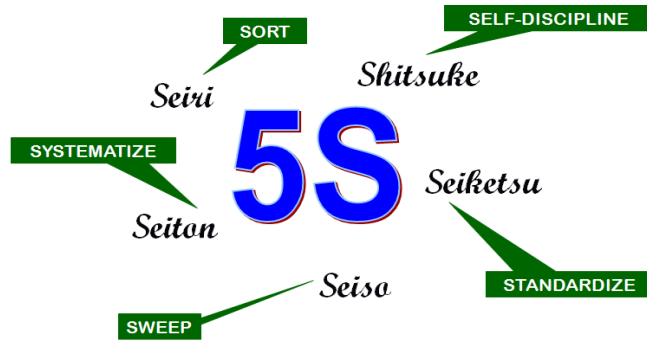 SORT
SELF-DISCIPLINE
Seiri
Shitsuke
5S
SYSTEMATIZE
Seiton
Seiketsu
Seiso
STANDARDIZE
SWEEP